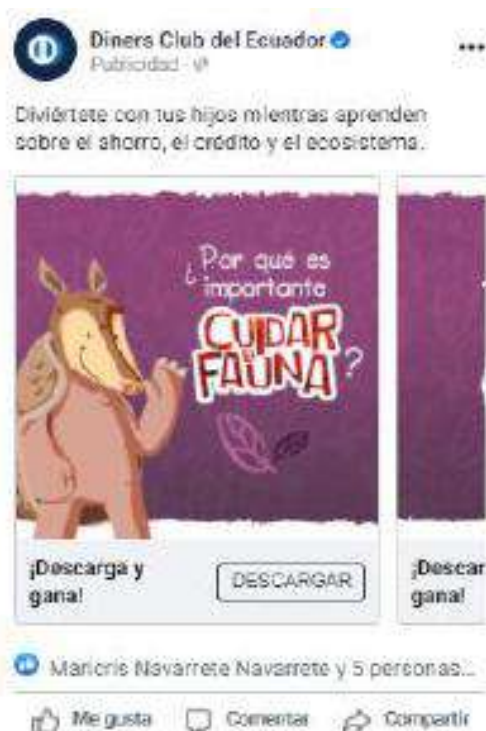 Diners Club del Ecuador
Publicidad
Diviértete con tus hijos mientras aprenden
sobre el ahorro, el crédito y el ecosistema.
¿Por qué es
importante
CUIDAR
FAUNA?
¡Descarga y
gana!
DESCARGAR
¡Descar
gana!
Maricris Navarrete Navarrete y 5 personas...
Me gusta
Comentar
Compartir